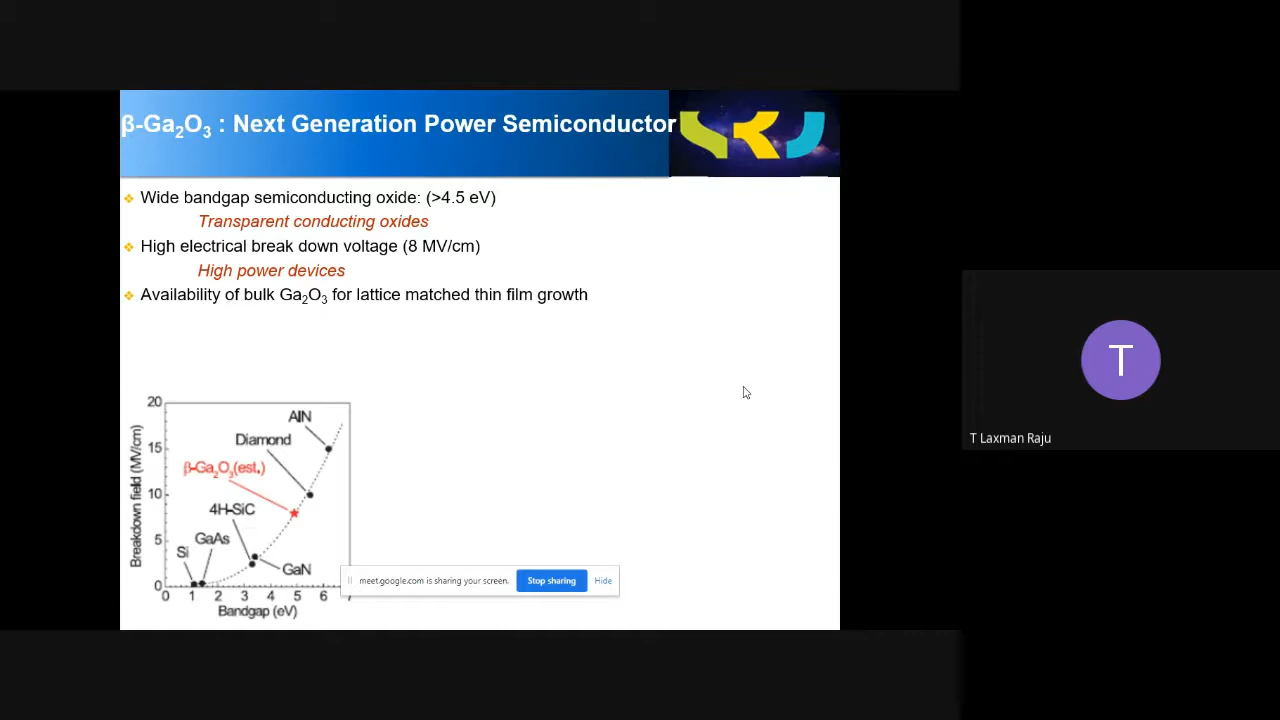 β-Ga2O3 : Next Generation Power Semiconductor
SRJ
Wide bandgap semiconducting oxide: (>4.5 eV)
Transparent conducting oxides
High electrical break down voltage (8 MV/cm)
High power devices
Availability of bulk Ga2O3 for lattice matched thin film growth
T
T Laxman Raju
20
15
10
5
0
Breakdown field (MV/cm)
AlN
Diamond
β-Ga2O3(est.)
4H-SiC
GaAs
Si
GaN
0 1 2 3 4 5 6 7
Bandgap (eV)
meet.google.com is sharing your screen.
Stop sharing
Hide